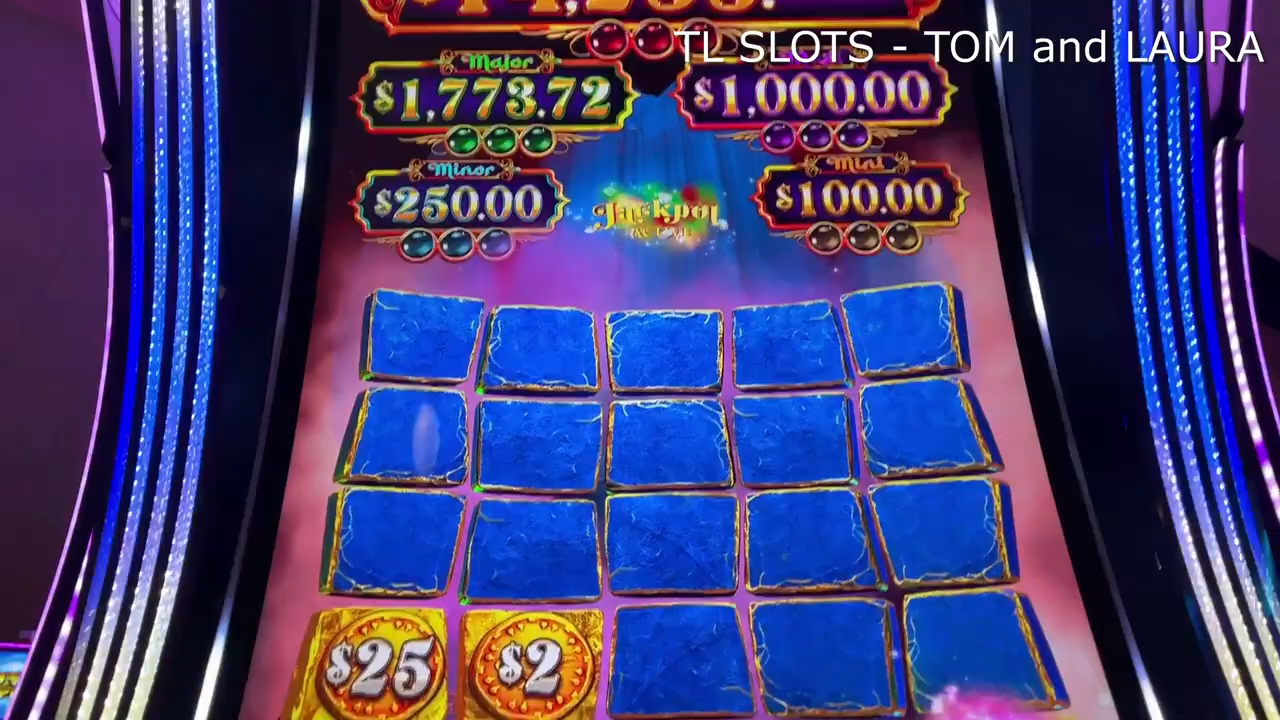 TL SLOTS - TOM and LAURA
Major
$1,773.72
$1,000.00
Minor
$250.00
Mini
$100.00
Jackpot
$25
$2